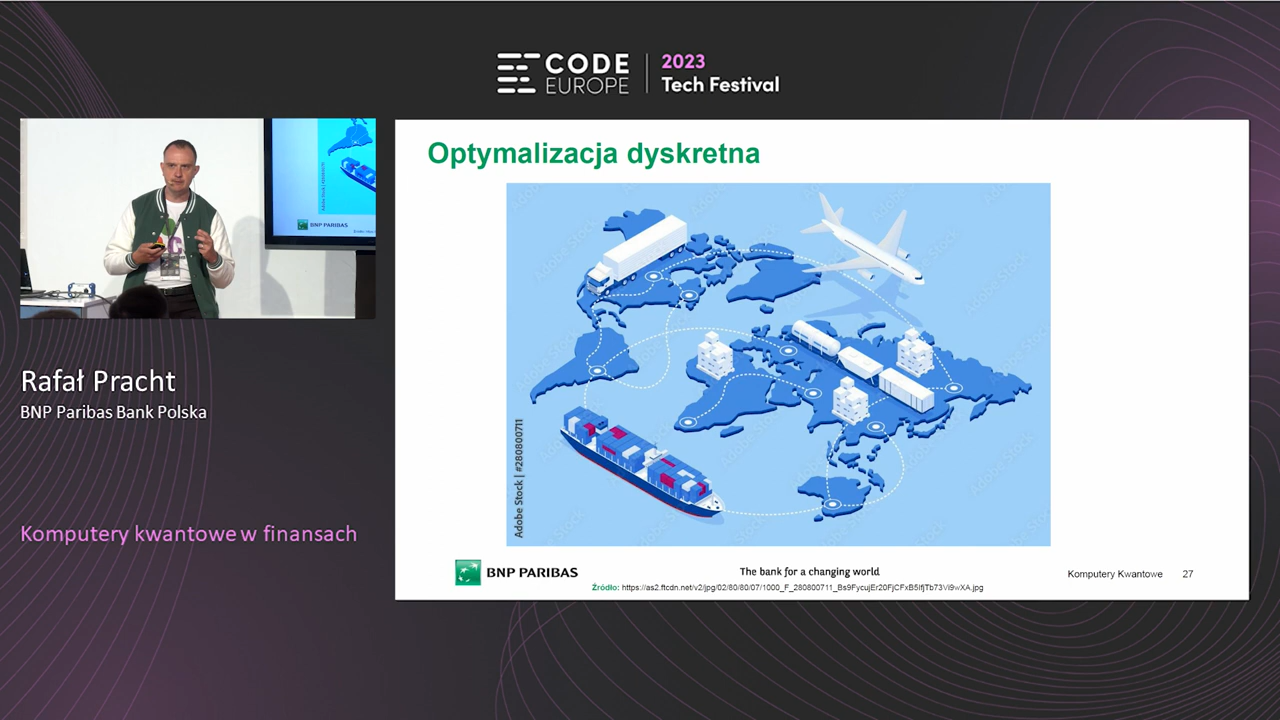 CODE
EUROPE
2023
Tech Festival
Optymalizacja dyskretna
BNP PARIBAS
Rafał Pracht
BNP Paribas Bank Polska
Komputery kwantowe w finansach
Adobe Stock | #280800711
BNP PARIBAS
The bank for a changing world
Komputery Kwantowe 27
Źródło: https://as2.ftcdn.net/v2/jpg/02/80/80/07/1000_F_280800711_Bs9FycujEr20FjCFxB5IfjTb73Vi9wXA.jpg